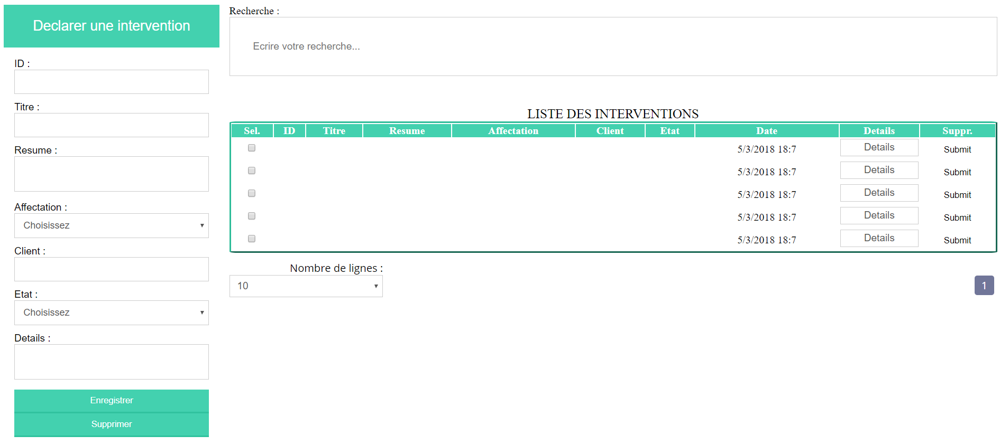 Declarer une intervention
ID :
Titre :
Resume :
Affectation :
Choisissez
Client :
Etat :
Choisissez
Details :
Enregistrer
Supprimer
Recherche :
Ecrire votre recherche...
LISTE DES INTERVENTIONS
Sel. ID Titre Resume Affectation Client Etat Date Details Suppr.
5/3/2018 18:7 Details Submit
5/3/2018 18:7 Details Submit
5/3/2018 18:7 Details Submit
5/3/2018 18:7 Details Submit
5/3/2018 18:7 Details Submit
Nombre de lignes :
10
1